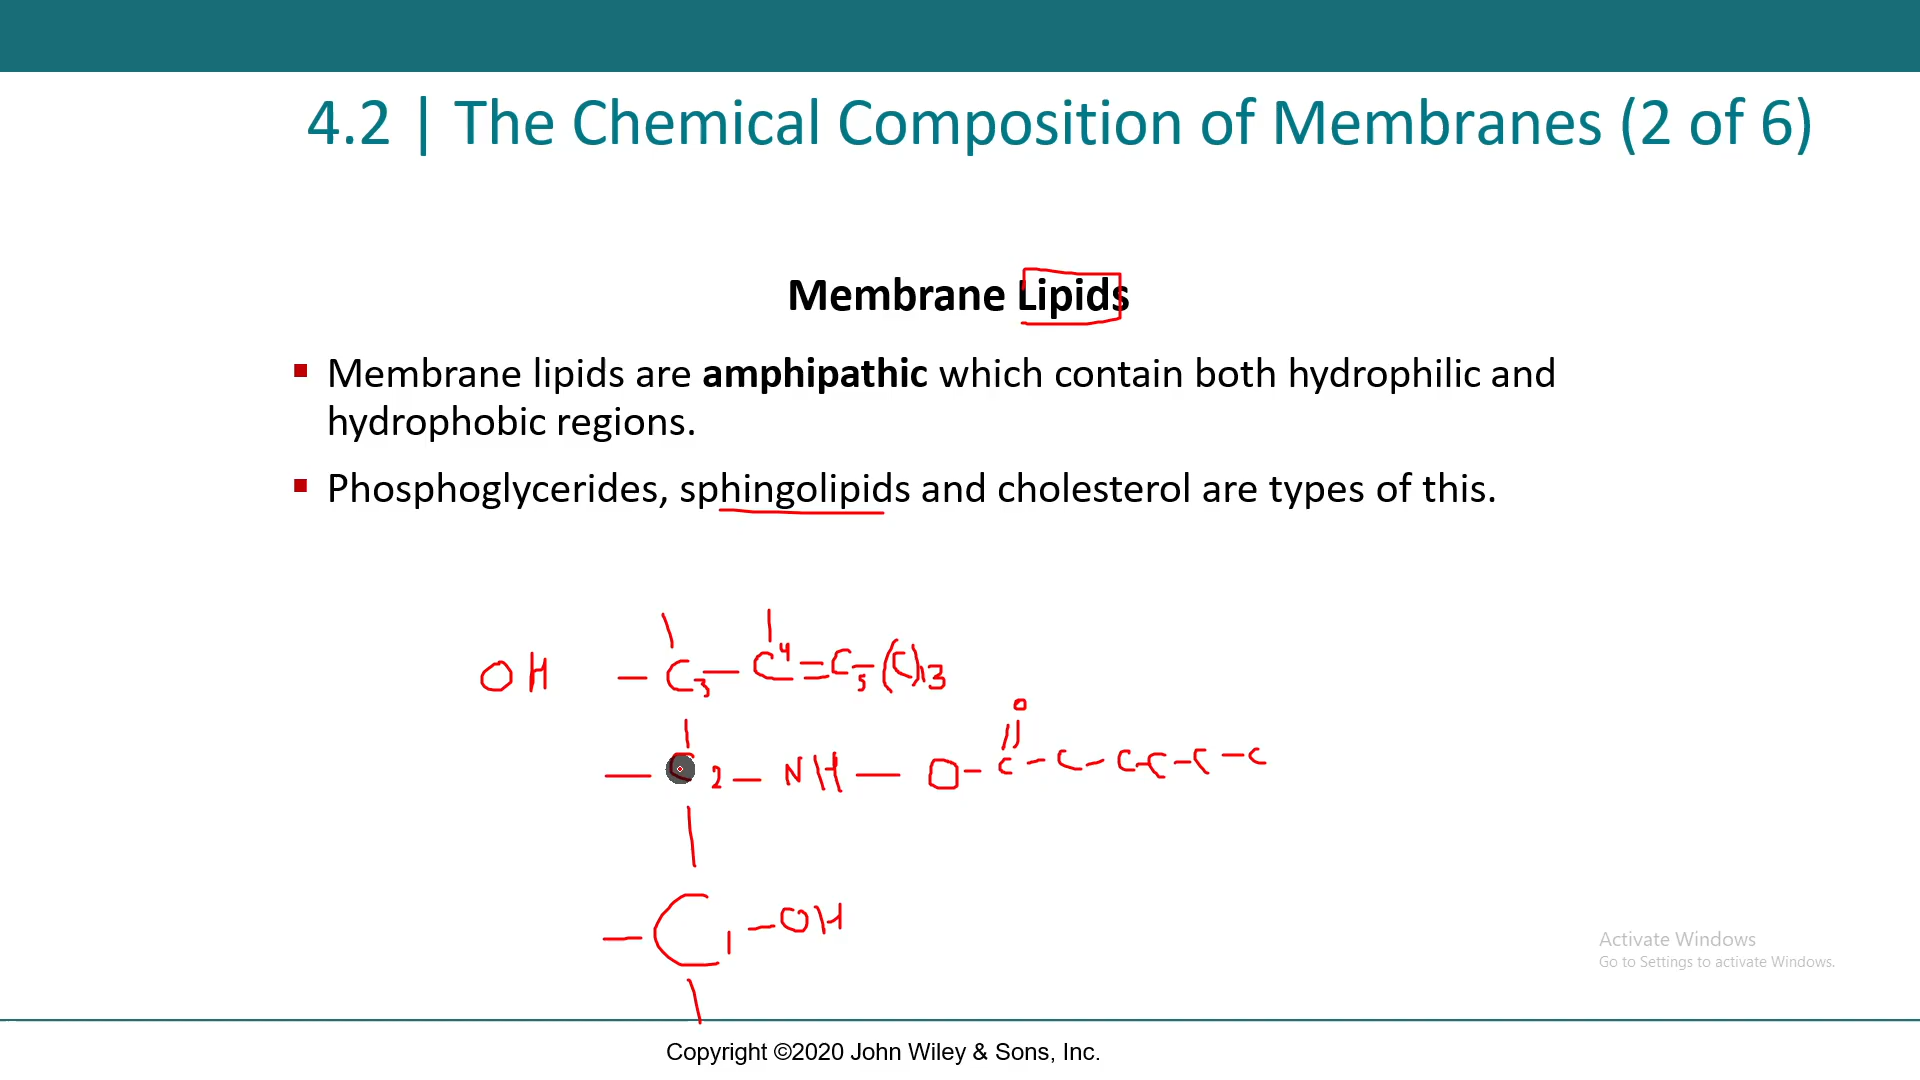 4.2 | The Chemical Composition of Membranes (2 of 6)
Membrane Lipids
▪ Membrane lipids are amphipathic which contain both hydrophilic and
hydrophobic regions.
▪ Phosphoglycerides, sphingolipids and cholesterol are types of this.
OH — C3 — C4 = C5 — (C)13
O
— C2 — NH — O – C – C – C – C – C – C
— C1 — OH
Activate Windows
Go to Settings to activate Windows.
Copyright ©2020 John Wiley & Sons, Inc.